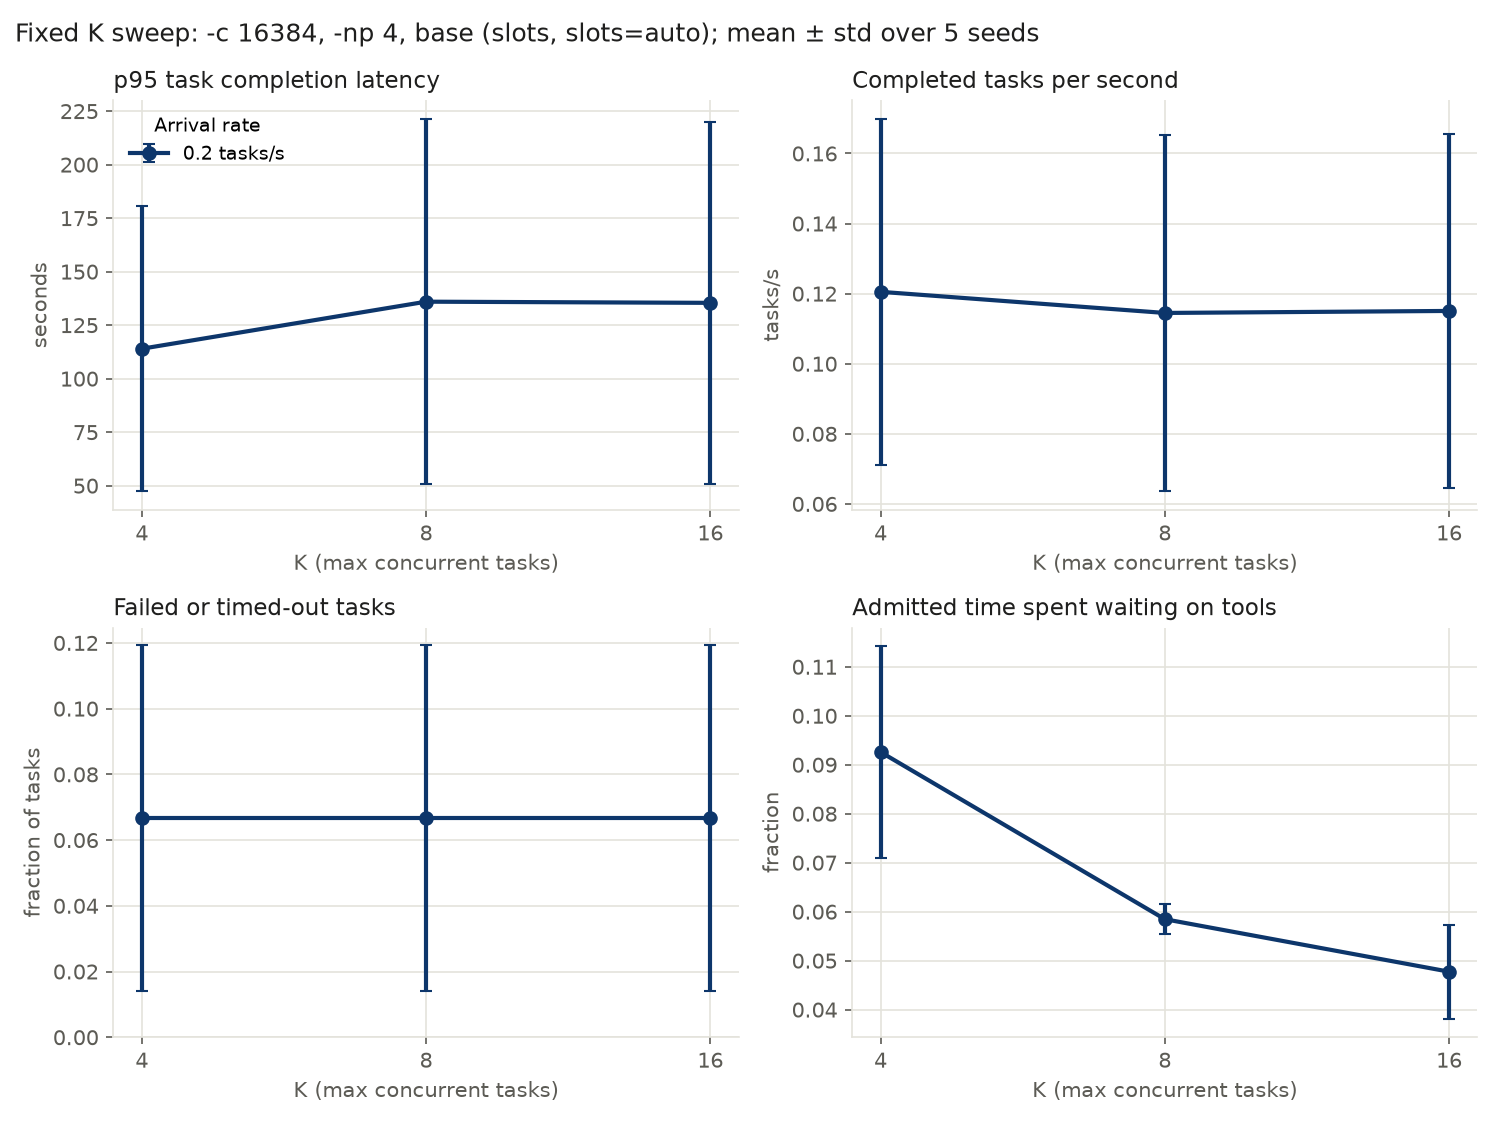 Fixed K sweep: -c 16384, -np 4, base (slots, slots=auto); mean ± std over 5 seeds
p95 task completion latency
225
200
175
150
125
100
75
50
seconds
Arrival rate
0.2 tasks/s
4
8
16
K (max concurrent tasks)
Completed tasks per second
0.16
0.14
0.12
0.10
0.08
0.06
tasks/s
4
8
16
K (max concurrent tasks)
Failed or timed-out tasks
0.12
0.10
0.08
0.06
0.04
0.02
0.00
fraction of tasks
4
8
16
K (max concurrent tasks)
Admitted time spent waiting on tools
0.11
0.10
0.09
0.08
0.07
0.06
0.05
0.04
fraction
4
8
16
K (max concurrent tasks)